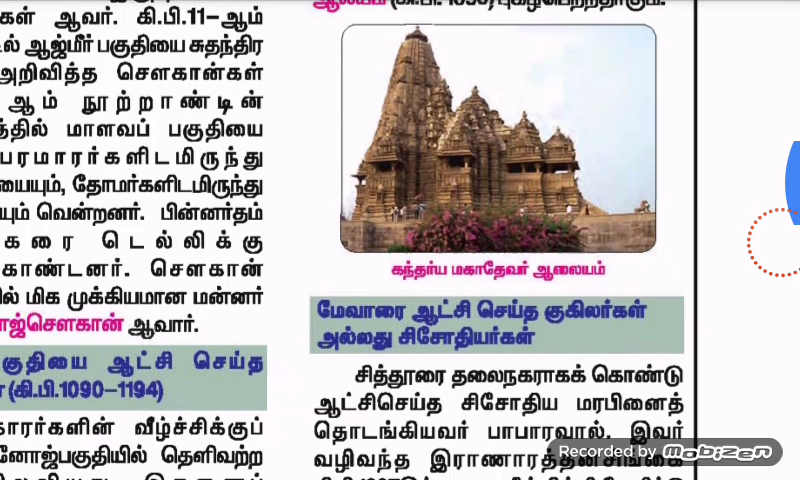 கள் ஆவர். கி.பி.11-ஆம்
ல் ஆஜ்மீர் பகுதியை சுதந்திர
அறிவித்த சௌகான்கள்
ஆம் நூற்றாண்டின்
த்தில் மாளவப் பகுதியை
பரமாரர்களிடமிருந்து
யையும், தோமர்களிடமிருந்து
யும் வென்றனர். பின்னர்தம்
கரை டெல்லிக்கு
கொண்டனர். சௌகான்
ல் மிக முக்கியமான மன்னர்
ாஜ்சௌகான் ஆவார்.
குதியை ஆட்சி செய்த
(கி.பி.1090-1194)
காரர்களின் வீழ்ச்சிக்குப்
னோஜ்பகுதியில் தெளிவற்ற
கந்தர்ய மகாதேவர் ஆலையம்
மேவாரை ஆட்சி செய்த குகிலர்கள்
அல்லது சிசோதியர்கள்
சித்தூரை தலைநகராகக் கொண்டு
ஆட்சிசெய்த சிசோதிய மரபினைத்
தொடங்கியவர் பாபாரவால். இவர்
வழிவந்த இராணாரத்தன்சிங்கை
Recorded by mobizen